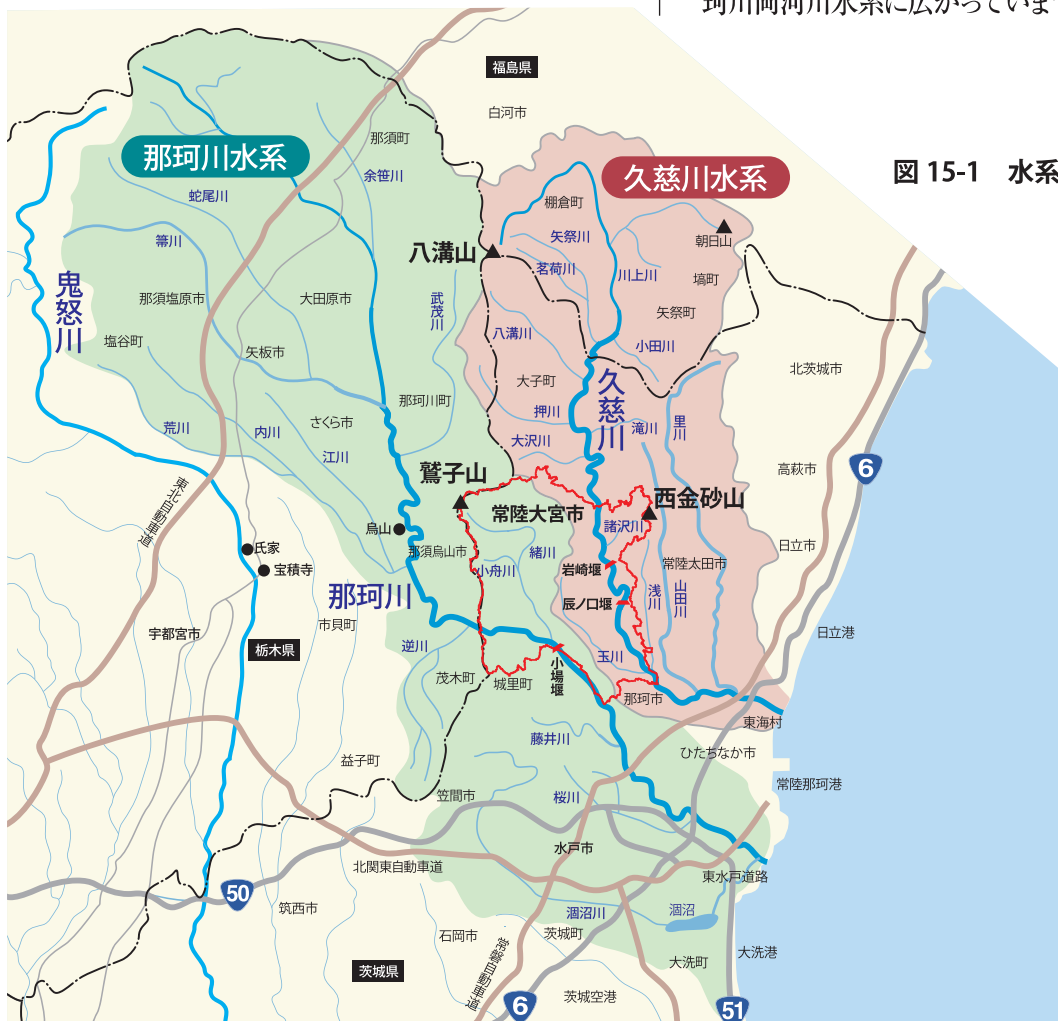 珂川両河川水系に広がっていま
図 15-1 水系
福島県
白河市
那珂川水系
久慈川水系
那須町
余笹川
蛇尾川
箒川
棚倉町
矢祭川
茗荷川
川上川
朝日山
塙町
八溝山
鬼怒川
那須塩原市
大田原市
武茂川
矢祭町
塩谷町
矢板市
八溝川
小田川
北茨城市
大子町
久慈川
那珂川町
押川
滝川
里川
荒川
内川
さくら市
江川
大沢川
高萩市
6
東北自動車道
鷲子山
常陸大宮市
西金砂山
諸沢川
烏山
那須烏山市
緒川
小舟川
氏家
宝積寺
岩崎堰
常陸太田市
日立市
辰ノ口堰
浅川
山田川
那珂川
市貝町
宇都宮市
栃木県
日立港
逆川
玉川
茂木町
城里町
小場堰
那珂市
東海村
藤井川
ひたちなか市
益子町
常陸那珂港
笠間市
桜川
水戸市
北関東自動車道
東水戸道路
50
筑西市
涸沼川
涸沼
石岡市
茨城町
常磐自動車道
大洗港
大洗町
茨城県
茨城空港
6
51